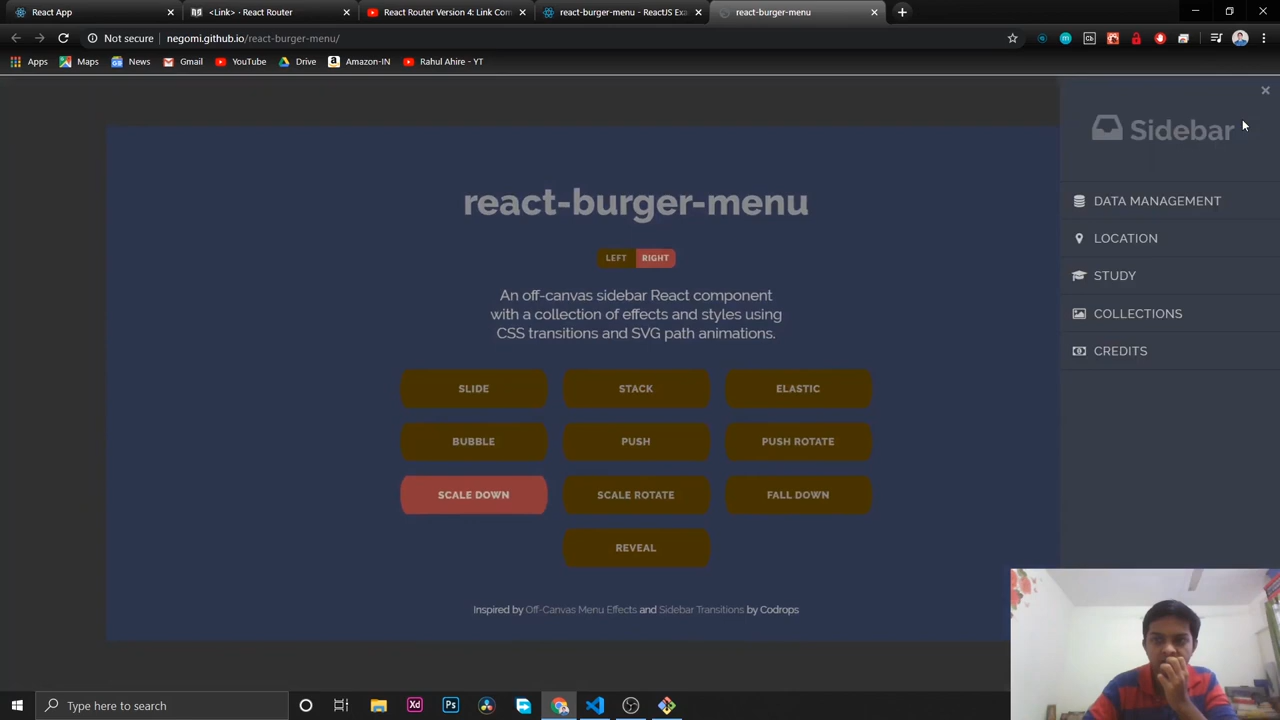 React App
<Link> · React Router
React Router Version 4: Link Com
react-burger-menu - ReactJS Exa
react-burger-menu
Not secure
negomi.github.io/react-burger-menu/
Apps
Maps
News
Gmail
YouTube
Drive
Amazon-IN
Rahul Ahire - YT
Sidebar
DATA MANAGEMENT
LOCATION
STUDY
COLLECTIONS
CREDITS
react-burger-menu
LEFT RIGHT
An off-canvas sidebar React component
with a collection of effects and styles using
CSS transitions and SVG path animations.
SLIDE STACK ELASTIC
BUBBLE PUSH PUSH ROTATE
SCALE DOWN SCALE ROTATE FALL DOWN
REVEAL
Inspired by Off-Canvas Menu Effects and Sidebar Transitions by Codrops
Type here to search
Xd
Ps